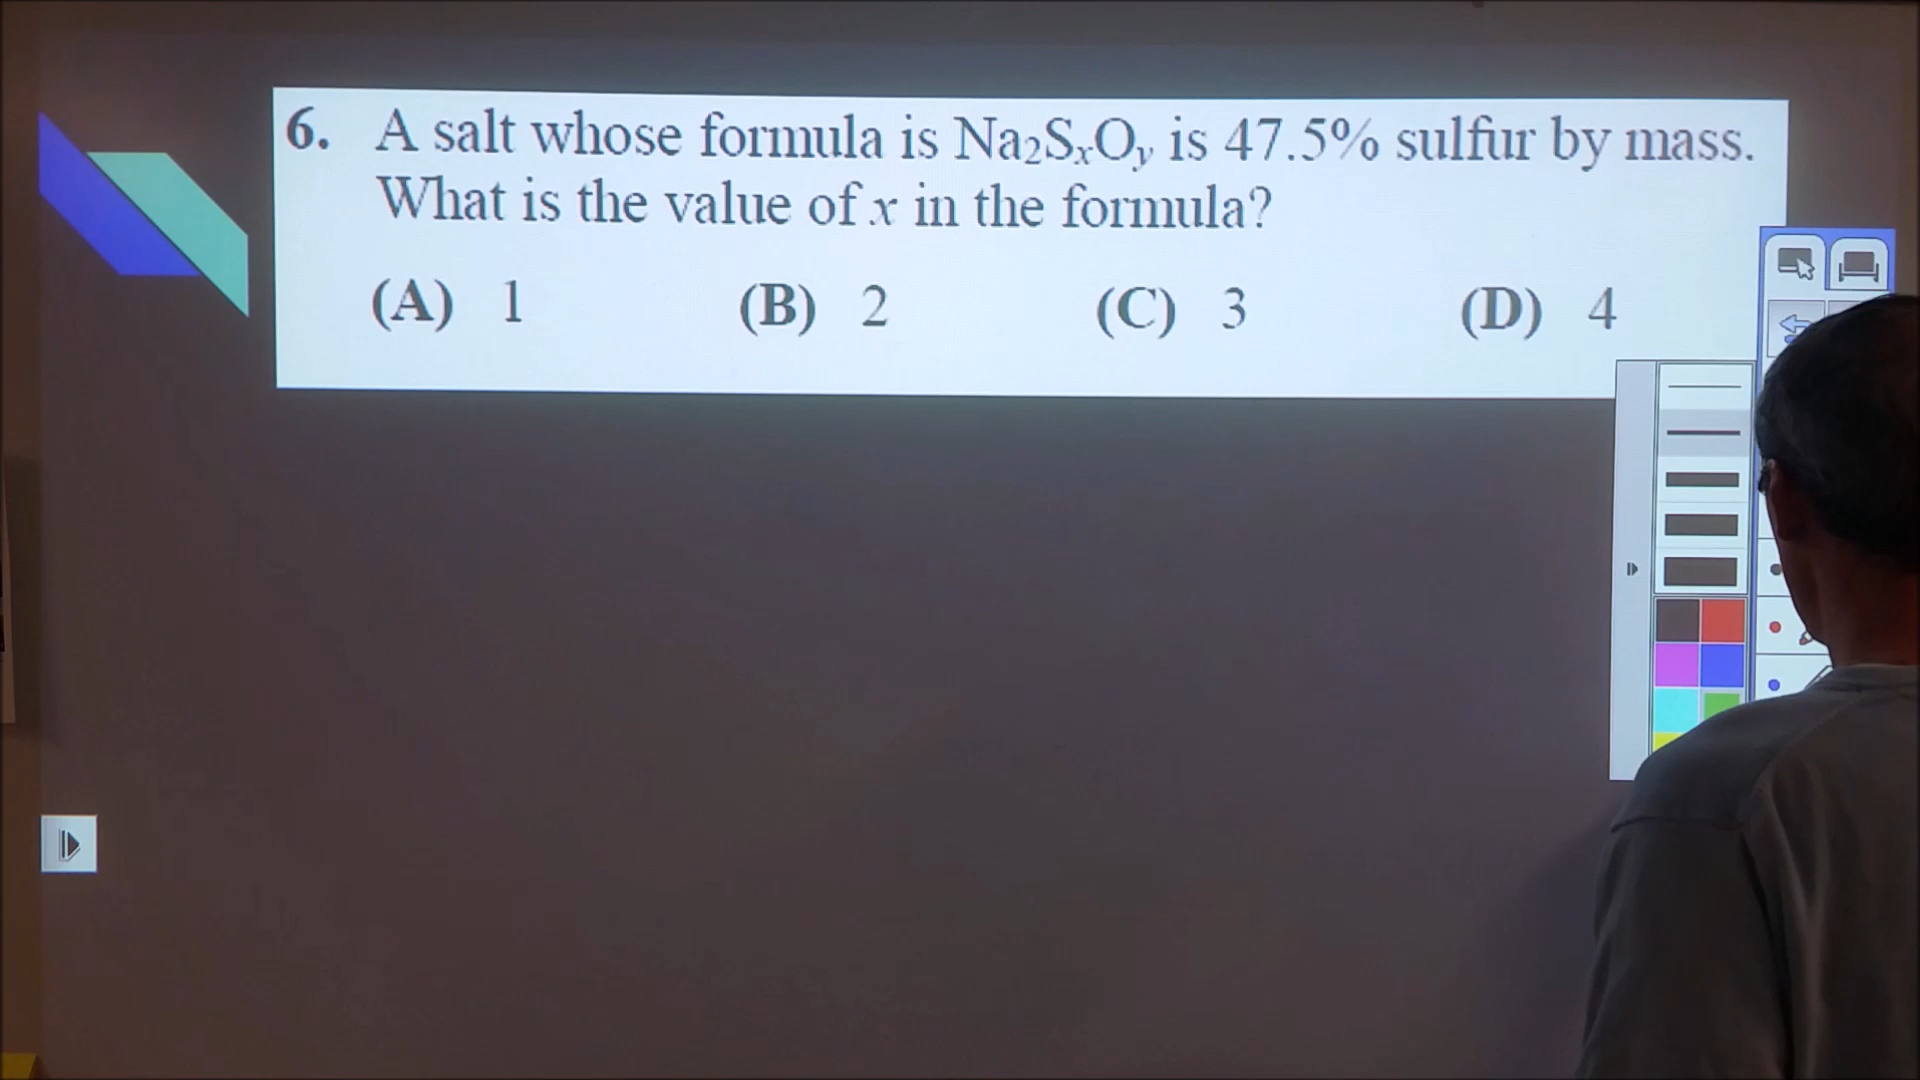 6. A salt whose formula is Na₂SₓOᵧ is 47.5% sulfur by mass.
What is the value of x in the formula?
(A) 1 (B) 2 (C) 3 (D) 4